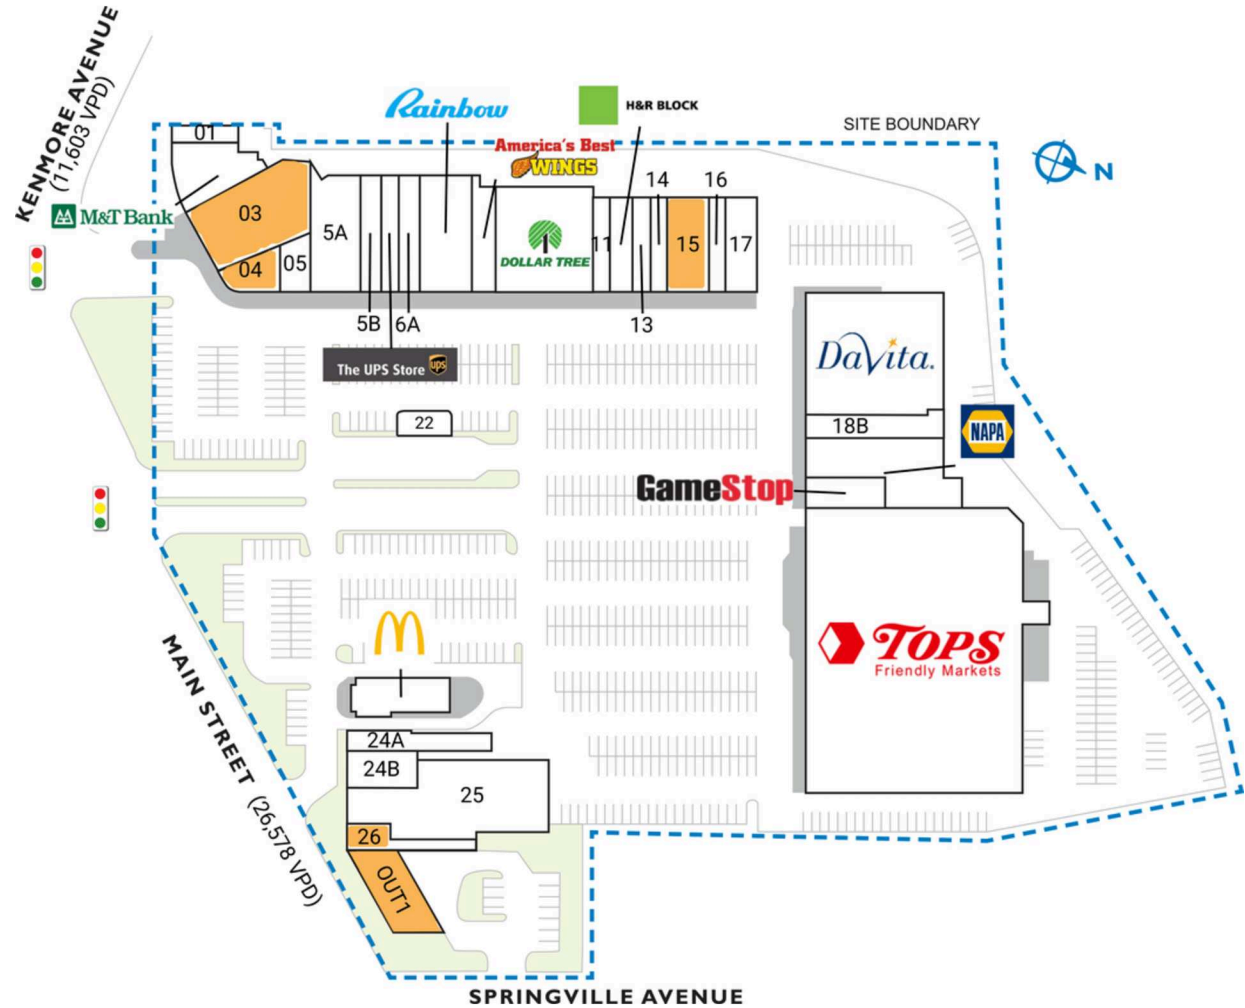 KENMORE AVENUE
(11,603 VPD)
Rainbow
H&R BLOCK
SITE BOUNDARY
America's Best
WINGS
N
01
M&T Bank
03
04
05
5A
DOLLAR TREE
11
14
15
16
17
5B
6A
13
The UPS Store
ups
22
DaVita.
18B
NAPA
GameStop
TOPS
Friendly Markets
MAIN STREET (26,578 VPD)
24A
24B
25
26
OUT1
SPRINGVILLE AVENUE